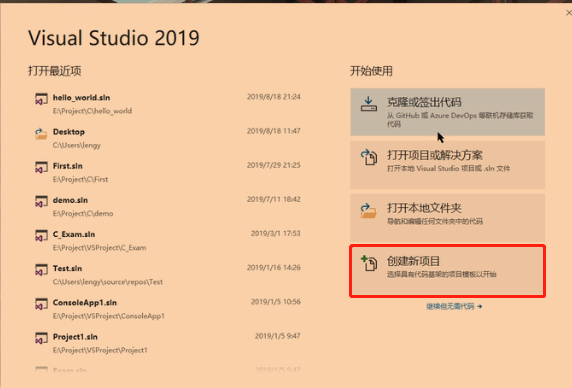 Visual Studio 2019
打开最近项
hello_world.sln 2019/8/18 21:24
E:\Project\C\hello_world
Desktop 2019/8/18 11:47
C:\Users\lengy
First.sln 2019/7/29 21:25
E:\Project\C\First
demo.sln 2019/7/11 18:42
E:\Project\C\demo
C_Exam.sln 2019/3/1 17:53
E:\Project\VSProject\C_Exam
Test.sln 2019/1/16 14:26
C:\Users\lengy\source\repos\Test
ConsoleApp1.sln 2019/1/5 10:56
E:\Project\VSProject\ConsoleApp1
Project1.sln 2019/1/5 9:47
E:\Project\VSProject\Project1
Exam.sln 2019/1/5 9:47
开始使用
克隆或签出代码
从 GitHub 或 Azure DevOps 等联机存储库获取
代码
打开项目或解决方案
打开本地 Visual Studio 项目或 .sln 文件
打开本地文件夹
导航和编辑任何文件夹中的代码
创建新项目
选择具有代码基架的项目模板以开始
继续但无需代码